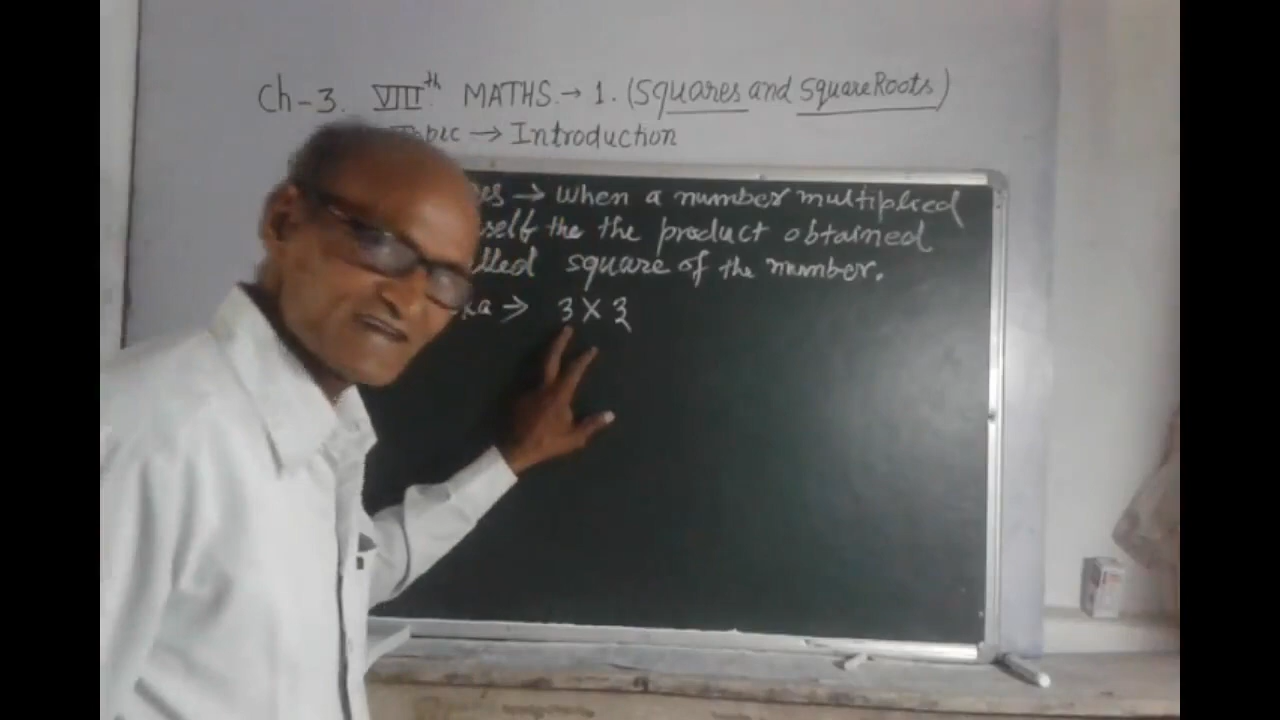 Ch-3. VIIIth MATHS → 1. (Squares and Square Roots)
Topic → Introduction
→ When a number multiplied
the the product obtained
square of the number.
→ 3 × 3